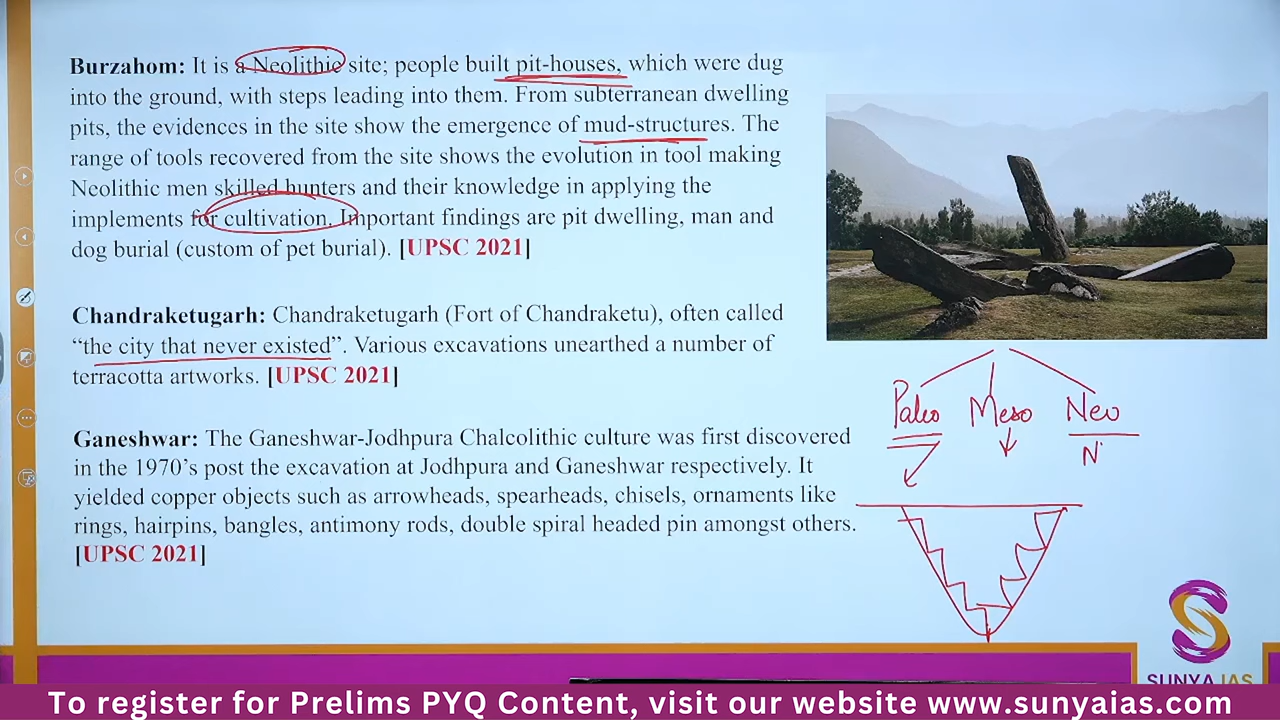 Burzahom: It is a Neolithic site; people built pit-houses, which were dug
into the ground, with steps leading into them. From subterranean dwelling
pits, the evidences in the site show the emergence of mud-structures. The
range of tools recovered from the site shows the evolution in tool making
Neolithic men skilled hunters and their knowledge in applying the
implements for cultivation. Important findings are pit dwelling, man and
dog burial (custom of pet burial). [UPSC 2021]
Chandraketugarh: Chandraketugarh (Fort of Chandraketu), often called
“the city that never existed”. Various excavations unearthed a number of
terracotta artworks. [UPSC 2021]
Ganeshwar: The Ganeshwar-Jodhpura Chalcolithic culture was first discovered
in the 1970’s post the excavation at Jodhpura and Ganeshwar respectively. It
yielded copper objects such as arrowheads, spearheads, chisels, ornaments like
rings, hairpins, bangles, antimony rods, double spiral headed pin amongst others.
[UPSC 2021]
Paleo Meso Neo
N
SUNYA IAS
To register for Prelims PYQ Content, visit our website www.sunyaias.com